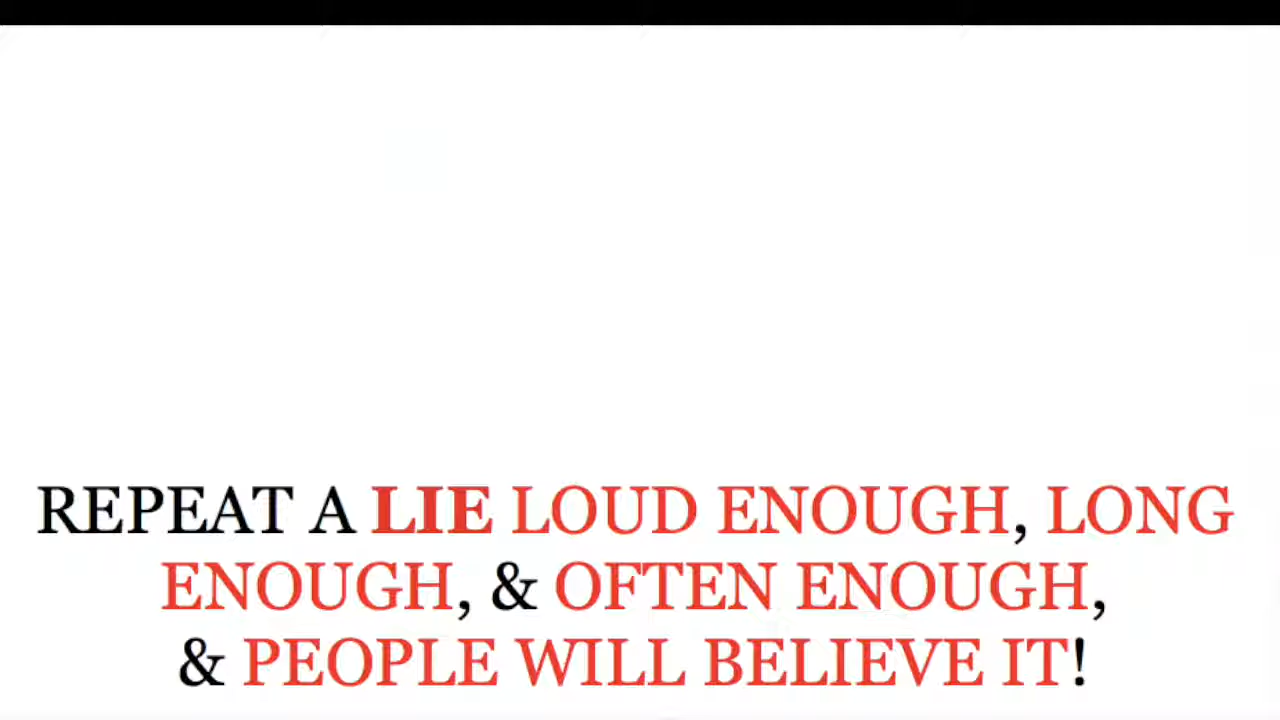 REPEAT A LIE LOUD ENOUGH, LONG
ENOUGH, & OFTEN ENOUGH,
& PEOPLE WILL BELIEVE IT!